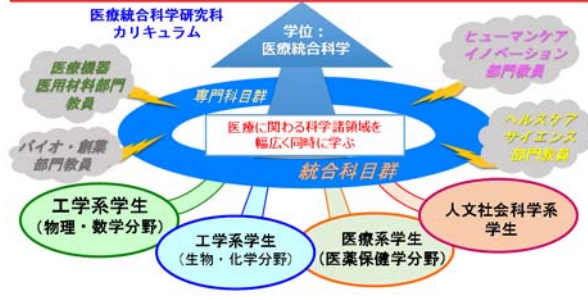 医療統合科学研究科
カリキュラム
学位：
医療統合科学
ヒューマンケア
イノベーション
部門教員
医療機器
医用材料部門
教員
専門科目群
医療に関わる科学諸領域を
幅広く同時に学ぶ
バイオ・創薬
部門教員
ヘルスケア
サイエンス
部門教員
統合科目群
工学系学生
(物理・数学分野)
工学系学生
(生物・化学分野)
医療系学生
(医薬保健学分野)
人文社会科学系
学生